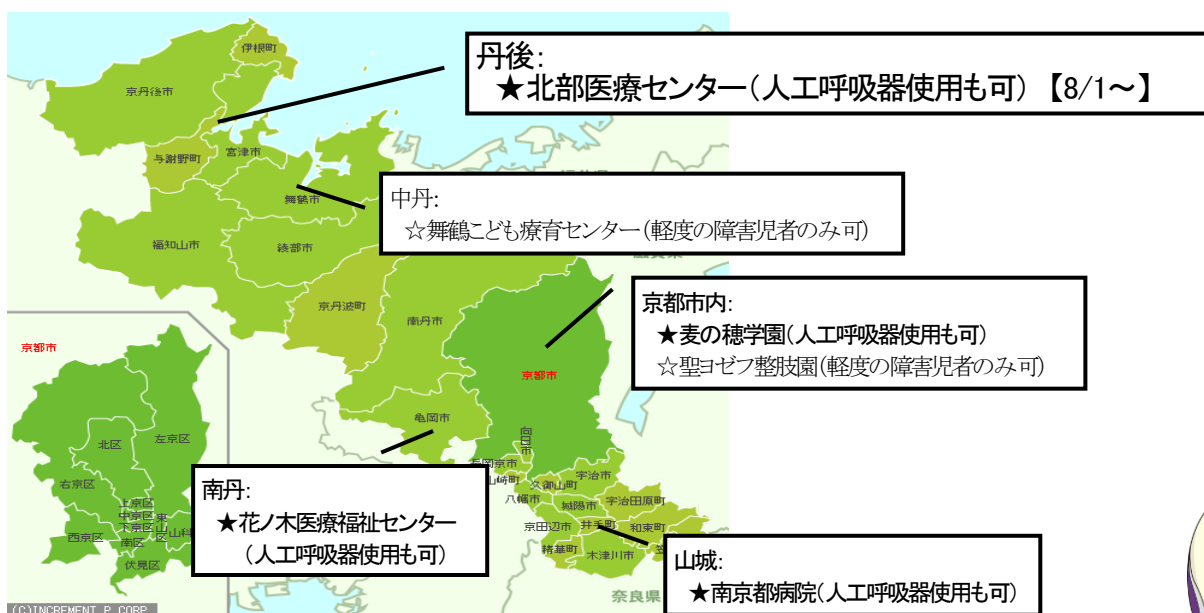 丹後:
★北部医療センター(人工呼吸器使用も可)【8/1~】
中丹:
☆舞鶴こども療育センター(軽度の障害児者のみ可)
京都市内:
★麦の穂学園(人工呼吸器使用も可)
☆聖ヨゼフ整肢園(軽度の障害児者のみ可)
南丹:
★花ノ木医療福祉センター
(人工呼吸器使用も可)
山城:
★南京都病院(人工呼吸器使用も可)
伊根町
京丹後市
与謝野町
宮津市
舞鶴市
福知山市
綾部市
京丹波町
南丹市
京都市
亀岡市
向日市
宇治市
久御山町
八幡市
城陽市
宇治田原町
京田辺市
井手町
和束町
精華町
木津川市
奈良県
京都市
北区
左京区
右京区
上京区
中京区
下京区
東山区
山科
南区
西京区
伏見区
(C)INCREMENT P CORP